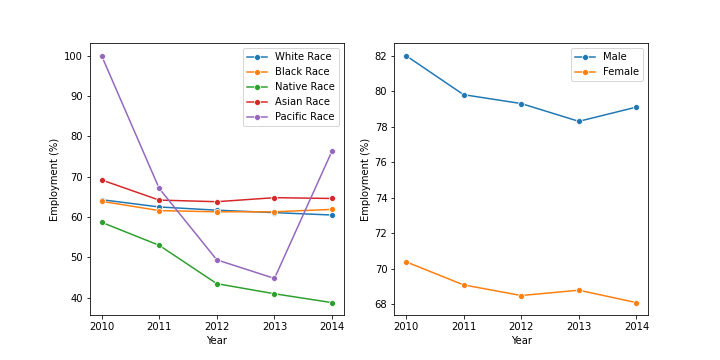 100
90
80
70
60
50
40
Employment (%)
2010 2011 2012 2013 2014
Year
White Race
Black Race
Native Race
Asian Race
Pacific Race
82
80
78
76
74
72
70
68
Employment (%)
2010 2011 2012 2013 2014
Year
Male
Female